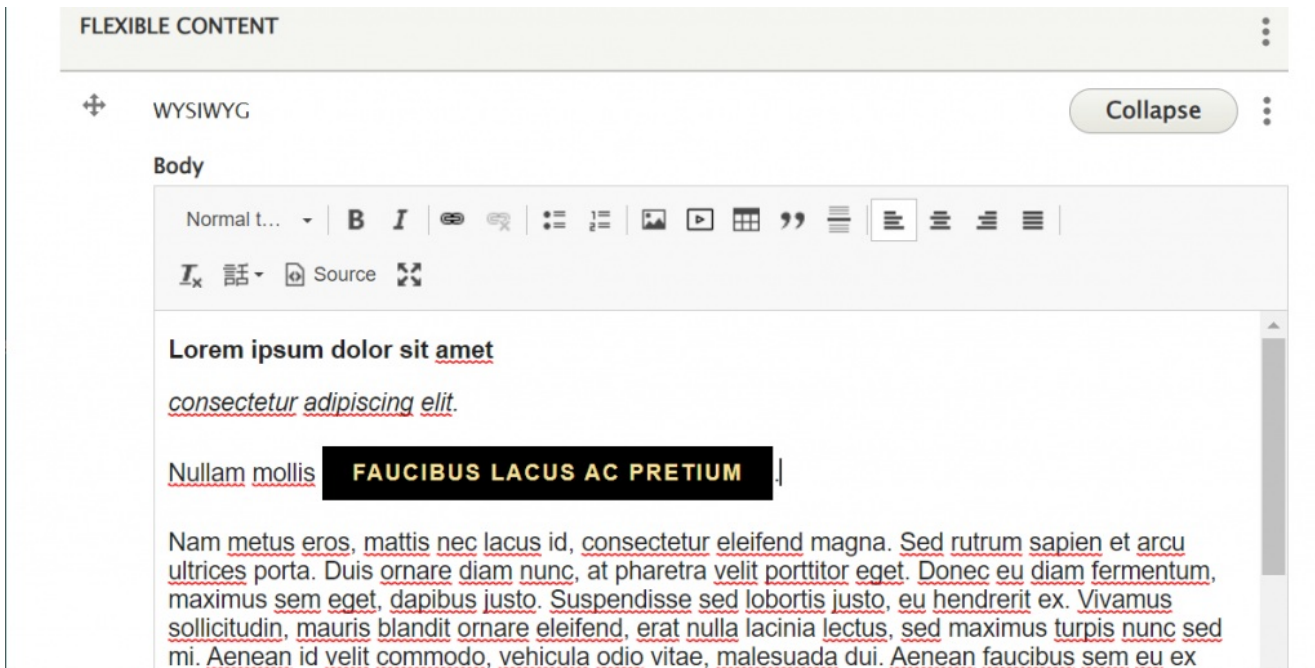 FLEXIBLE CONTENT
WYSIWYG
Collapse
Body
Normal t...
B I
話 Source
Lorem ipsum dolor sit amet
consectetur adipiscing elit.
Nullam mollis FAUCIBUS LACUS AC PRETIUM .
Nam metus eros, mattis nec lacus id, consectetur eleifend magna. Sed rutrum sapien et arcu
ultrices porta. Duis ornare diam nunc, at pharetra velit porttitor eget. Donec eu diam fermentum,
maximus sem eget, dapibus justo. Suspendisse sed lobortis justo, eu hendrerit ex. Vivamus
sollicitudin, mauris blandit ornare eleifend, erat nulla lacinia lectus, sed maximus turpis nunc sed
mi. Aenean id velit commodo, vehicula odio vitae, malesuada dui. Aenean faucibus sem eu ex